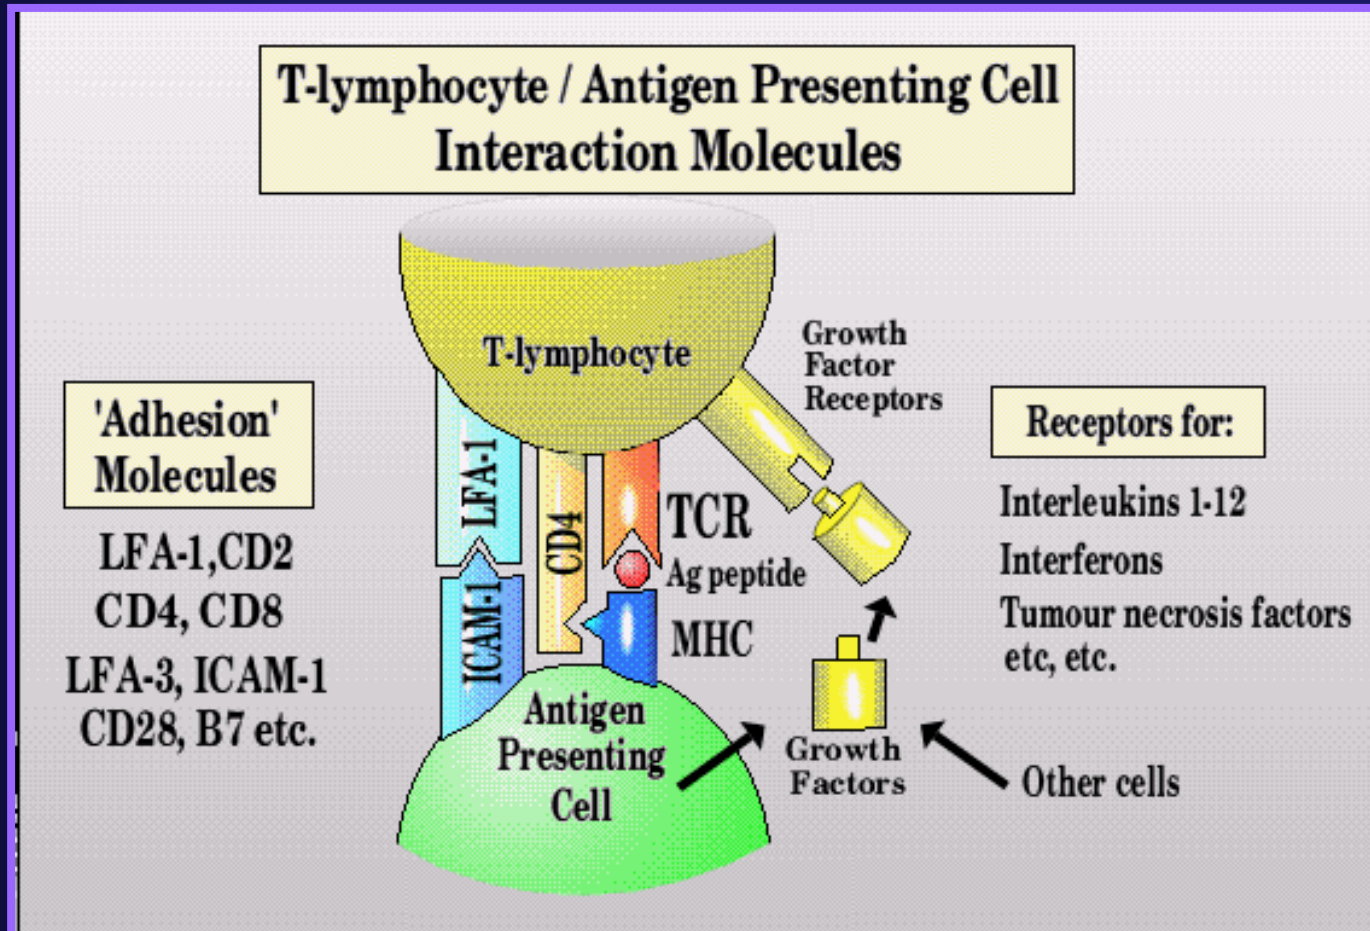 T-lymphocyte / Antigen Presenting Cell
Interaction Molecules
T-lymphocyte
Growth
Factor
Receptors
'Adhesion'
Molecules
LFA-1,CD2
CD4, CD8
LFA-3, ICAM-1
CD28, B7 etc.
LFA-1
ICAM-1
CD4
TCR
Ag peptide
MHC
Antigen
Presenting
Cell
Growth
Factors
Other cells
Receptors for:
Interleukins 1-12
Interferons
Tumour necrosis factors
etc, etc.